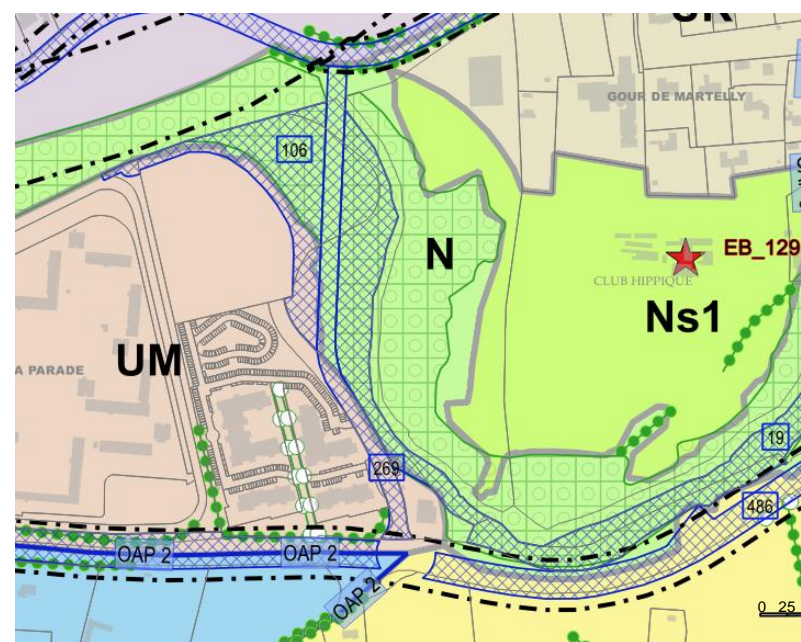 GOUR DE MARTELLY
106
N
EB_129
CLUB HIPPIQUE
Ns1
UM
A PARADE
19
269
486
OAP 2
OAP 2
OAP 2
0 25